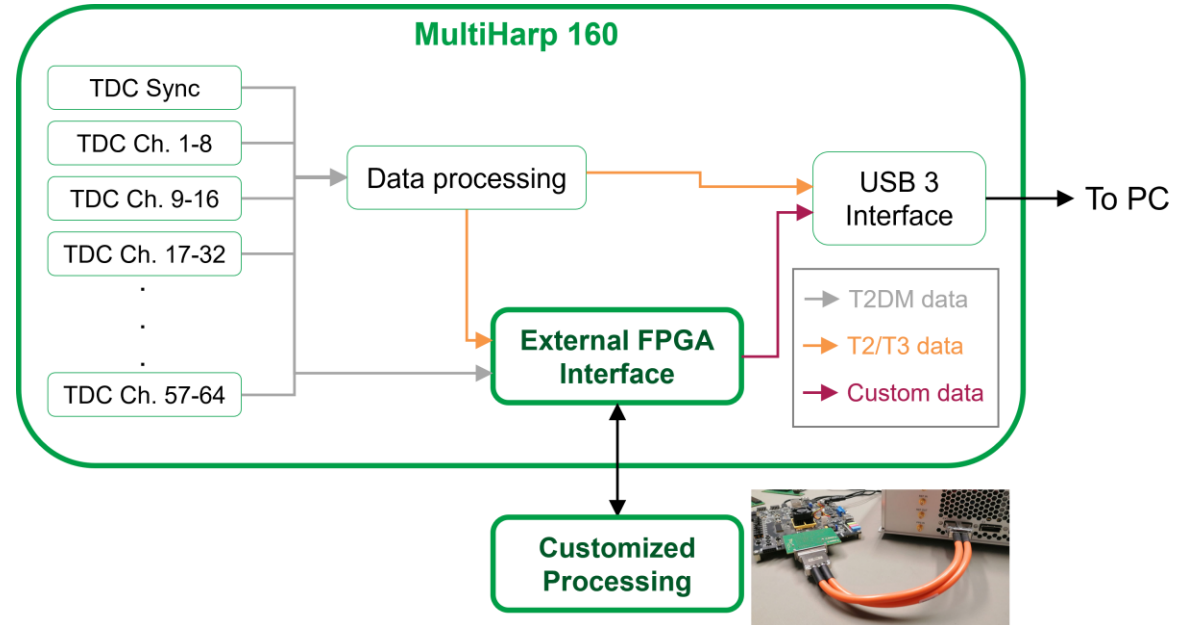 MultiHarp 160
TDC Sync
TDC Ch. 1-8
TDC Ch. 9-16
TDC Ch. 17-32
.
.
.
TDC Ch. 57-64
Data processing
USB 3
Interface
To PC
T2DM data
T2/T3 data
Custom data
External FPGA
Interface
Customized
Processing